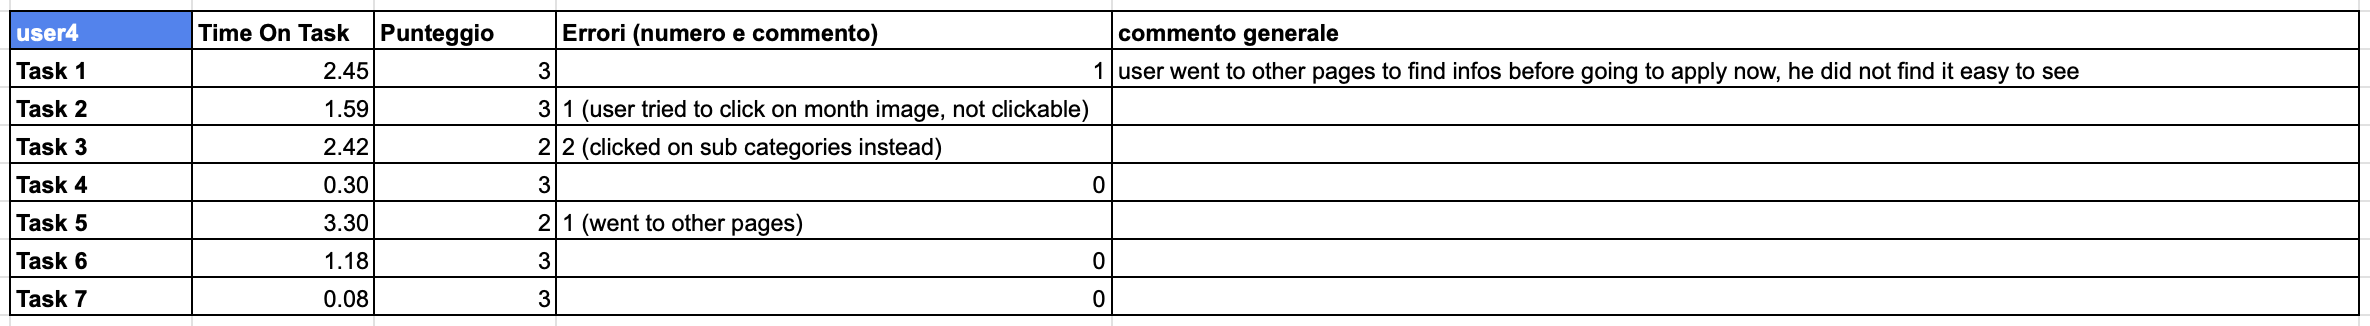 user4 Time On Task Punteggio Errori (numero e commento) commento generale
Task 1 2.45 3 1 user went to other pages to find infos before going to apply now, he did not find it easy to see
Task 2 1.59 3 1 (user tried to click on month image, not clickable)
Task 3 2.42 2 2 (clicked on sub categories instead)
Task 4 0.30 3 0
Task 5 3.30 2 1 (went to other pages)
Task 6 1.18 3 0
Task 7 0.08 3 0